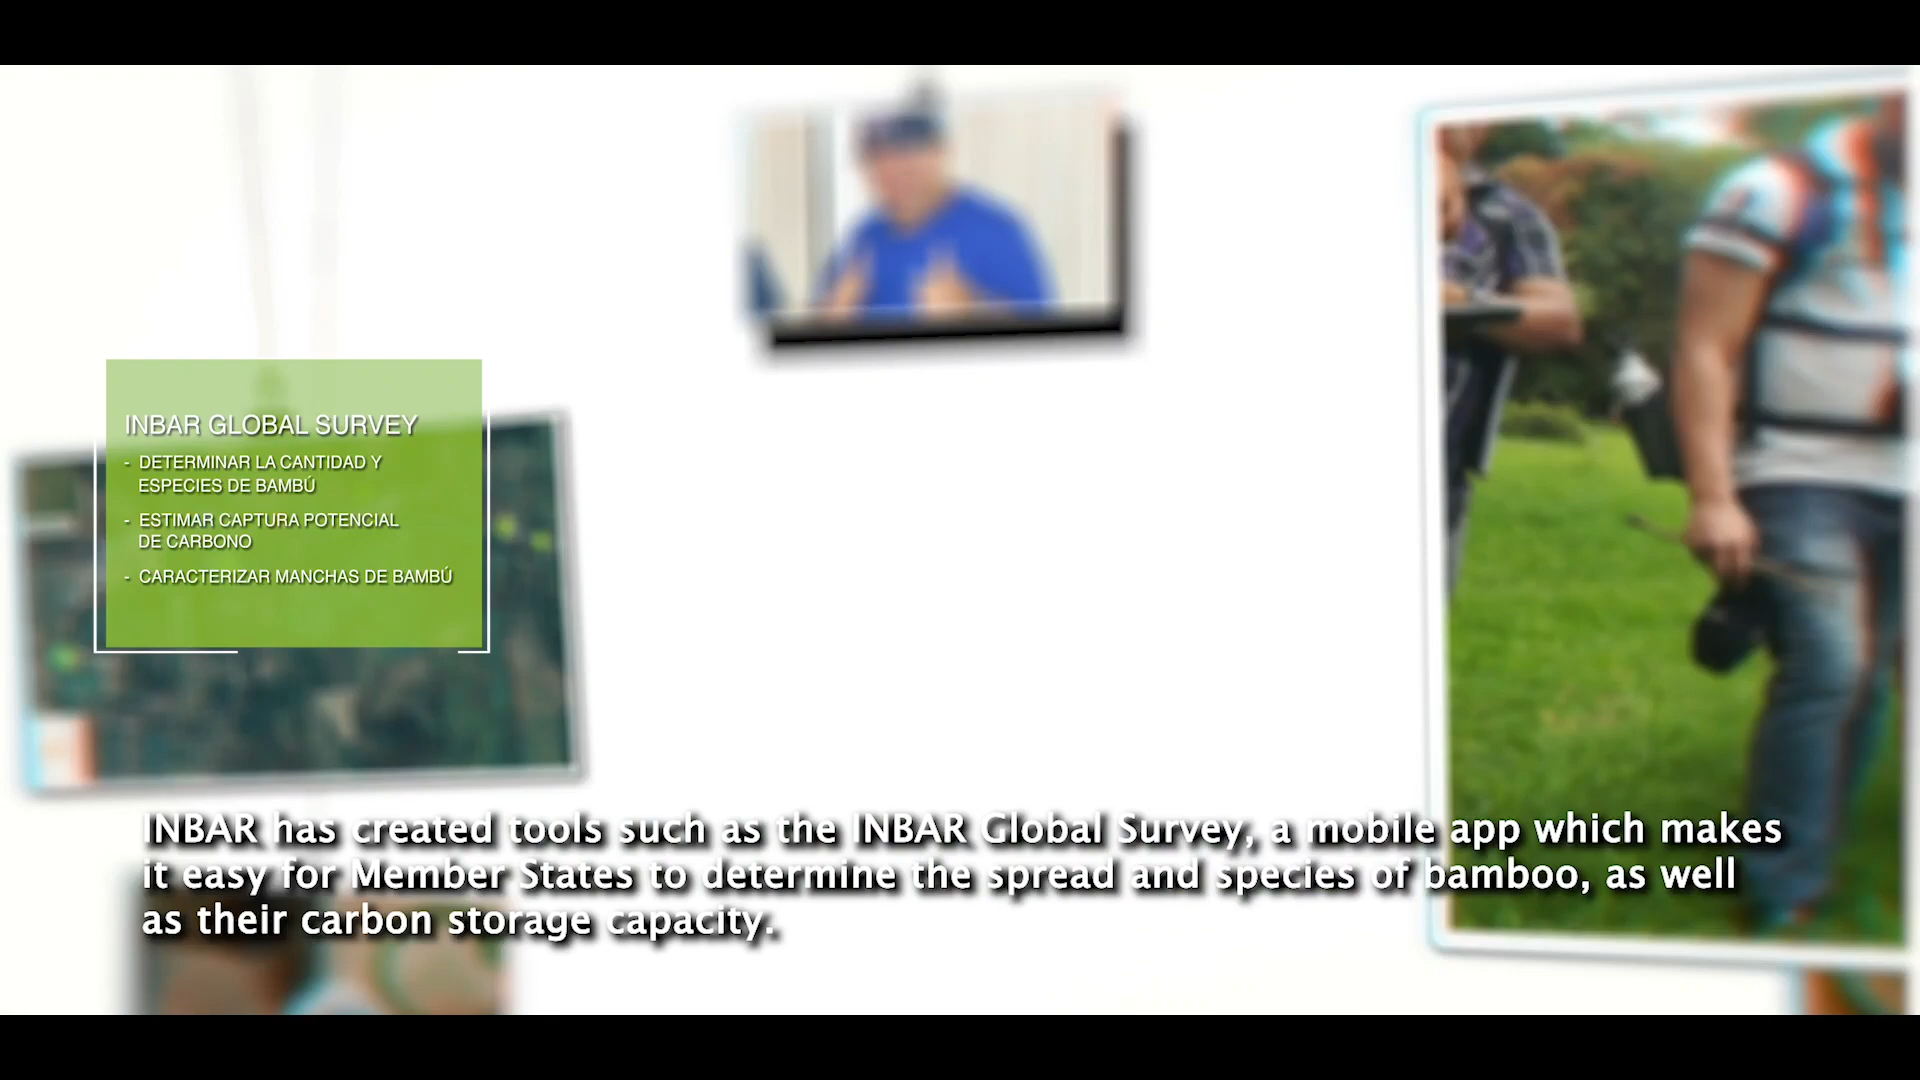 INBAR GLOBAL SURVEY
- DETERMINAR LA CANTIDAD Y
ESPECIES DE BAMBÚ
- ESTIMAR CAPTURA POTENCIAL
DE CARBONO
- CARACTERIZAR MANCHAS DE BAMBÚ
INBAR has created tools such as the INBAR Global Survey, a mobile app which makes
it easy for Member States to determine the spread and species of bamboo, as well
as their carbon storage capacity.